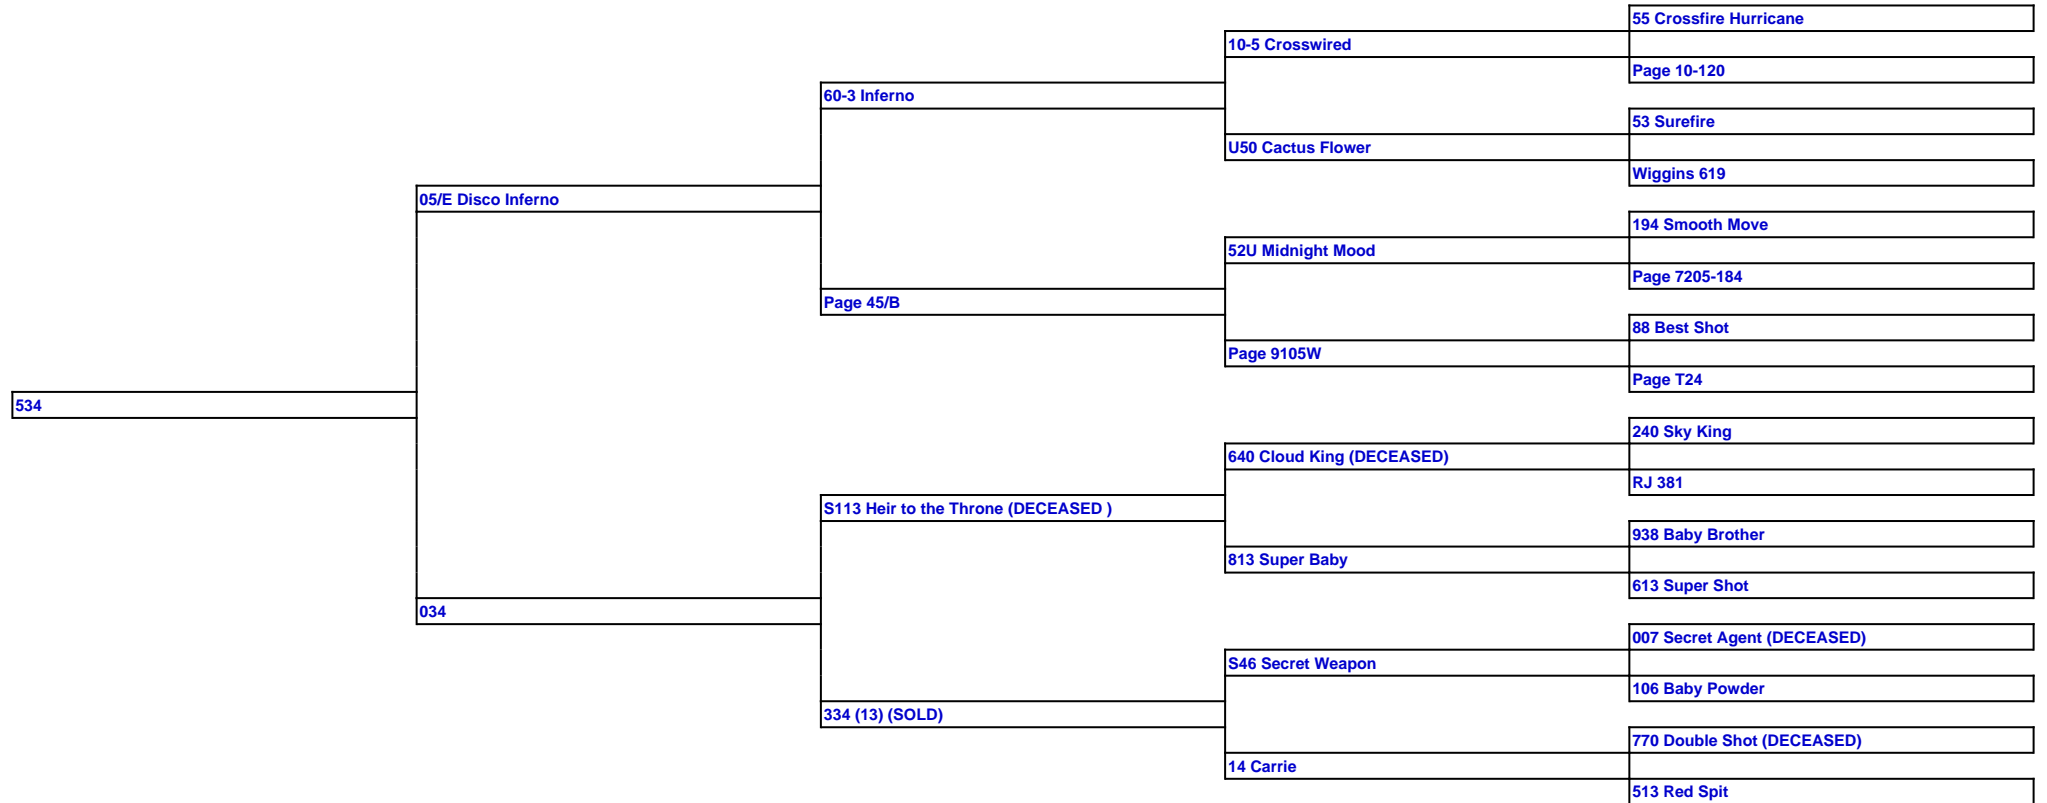 55 Crossfire Hurricane
10-5 Crosswired
Page 10-120
60-3 Inferno
53 Surefire
U50 Cactus Flower
Wiggins 619
05/E Disco Inferno
194 Smooth Move
52U Midnight Mood
Page 7205-184
Page 45/B
88 Best Shot
Page 9105W
Page T24
534
240 Sky King
640 Cloud King (DECEASED)
RJ 381
S113 Heir to the Throne (DECEASED )
938 Baby Brother
813 Super Baby
613 Super Shot
034
007 Secret Agent (DECEASED)
S46 Secret Weapon
106 Baby Powder
334 (13) (SOLD)
770 Double Shot (DECEASED)
14 Carrie
513 Red Spit